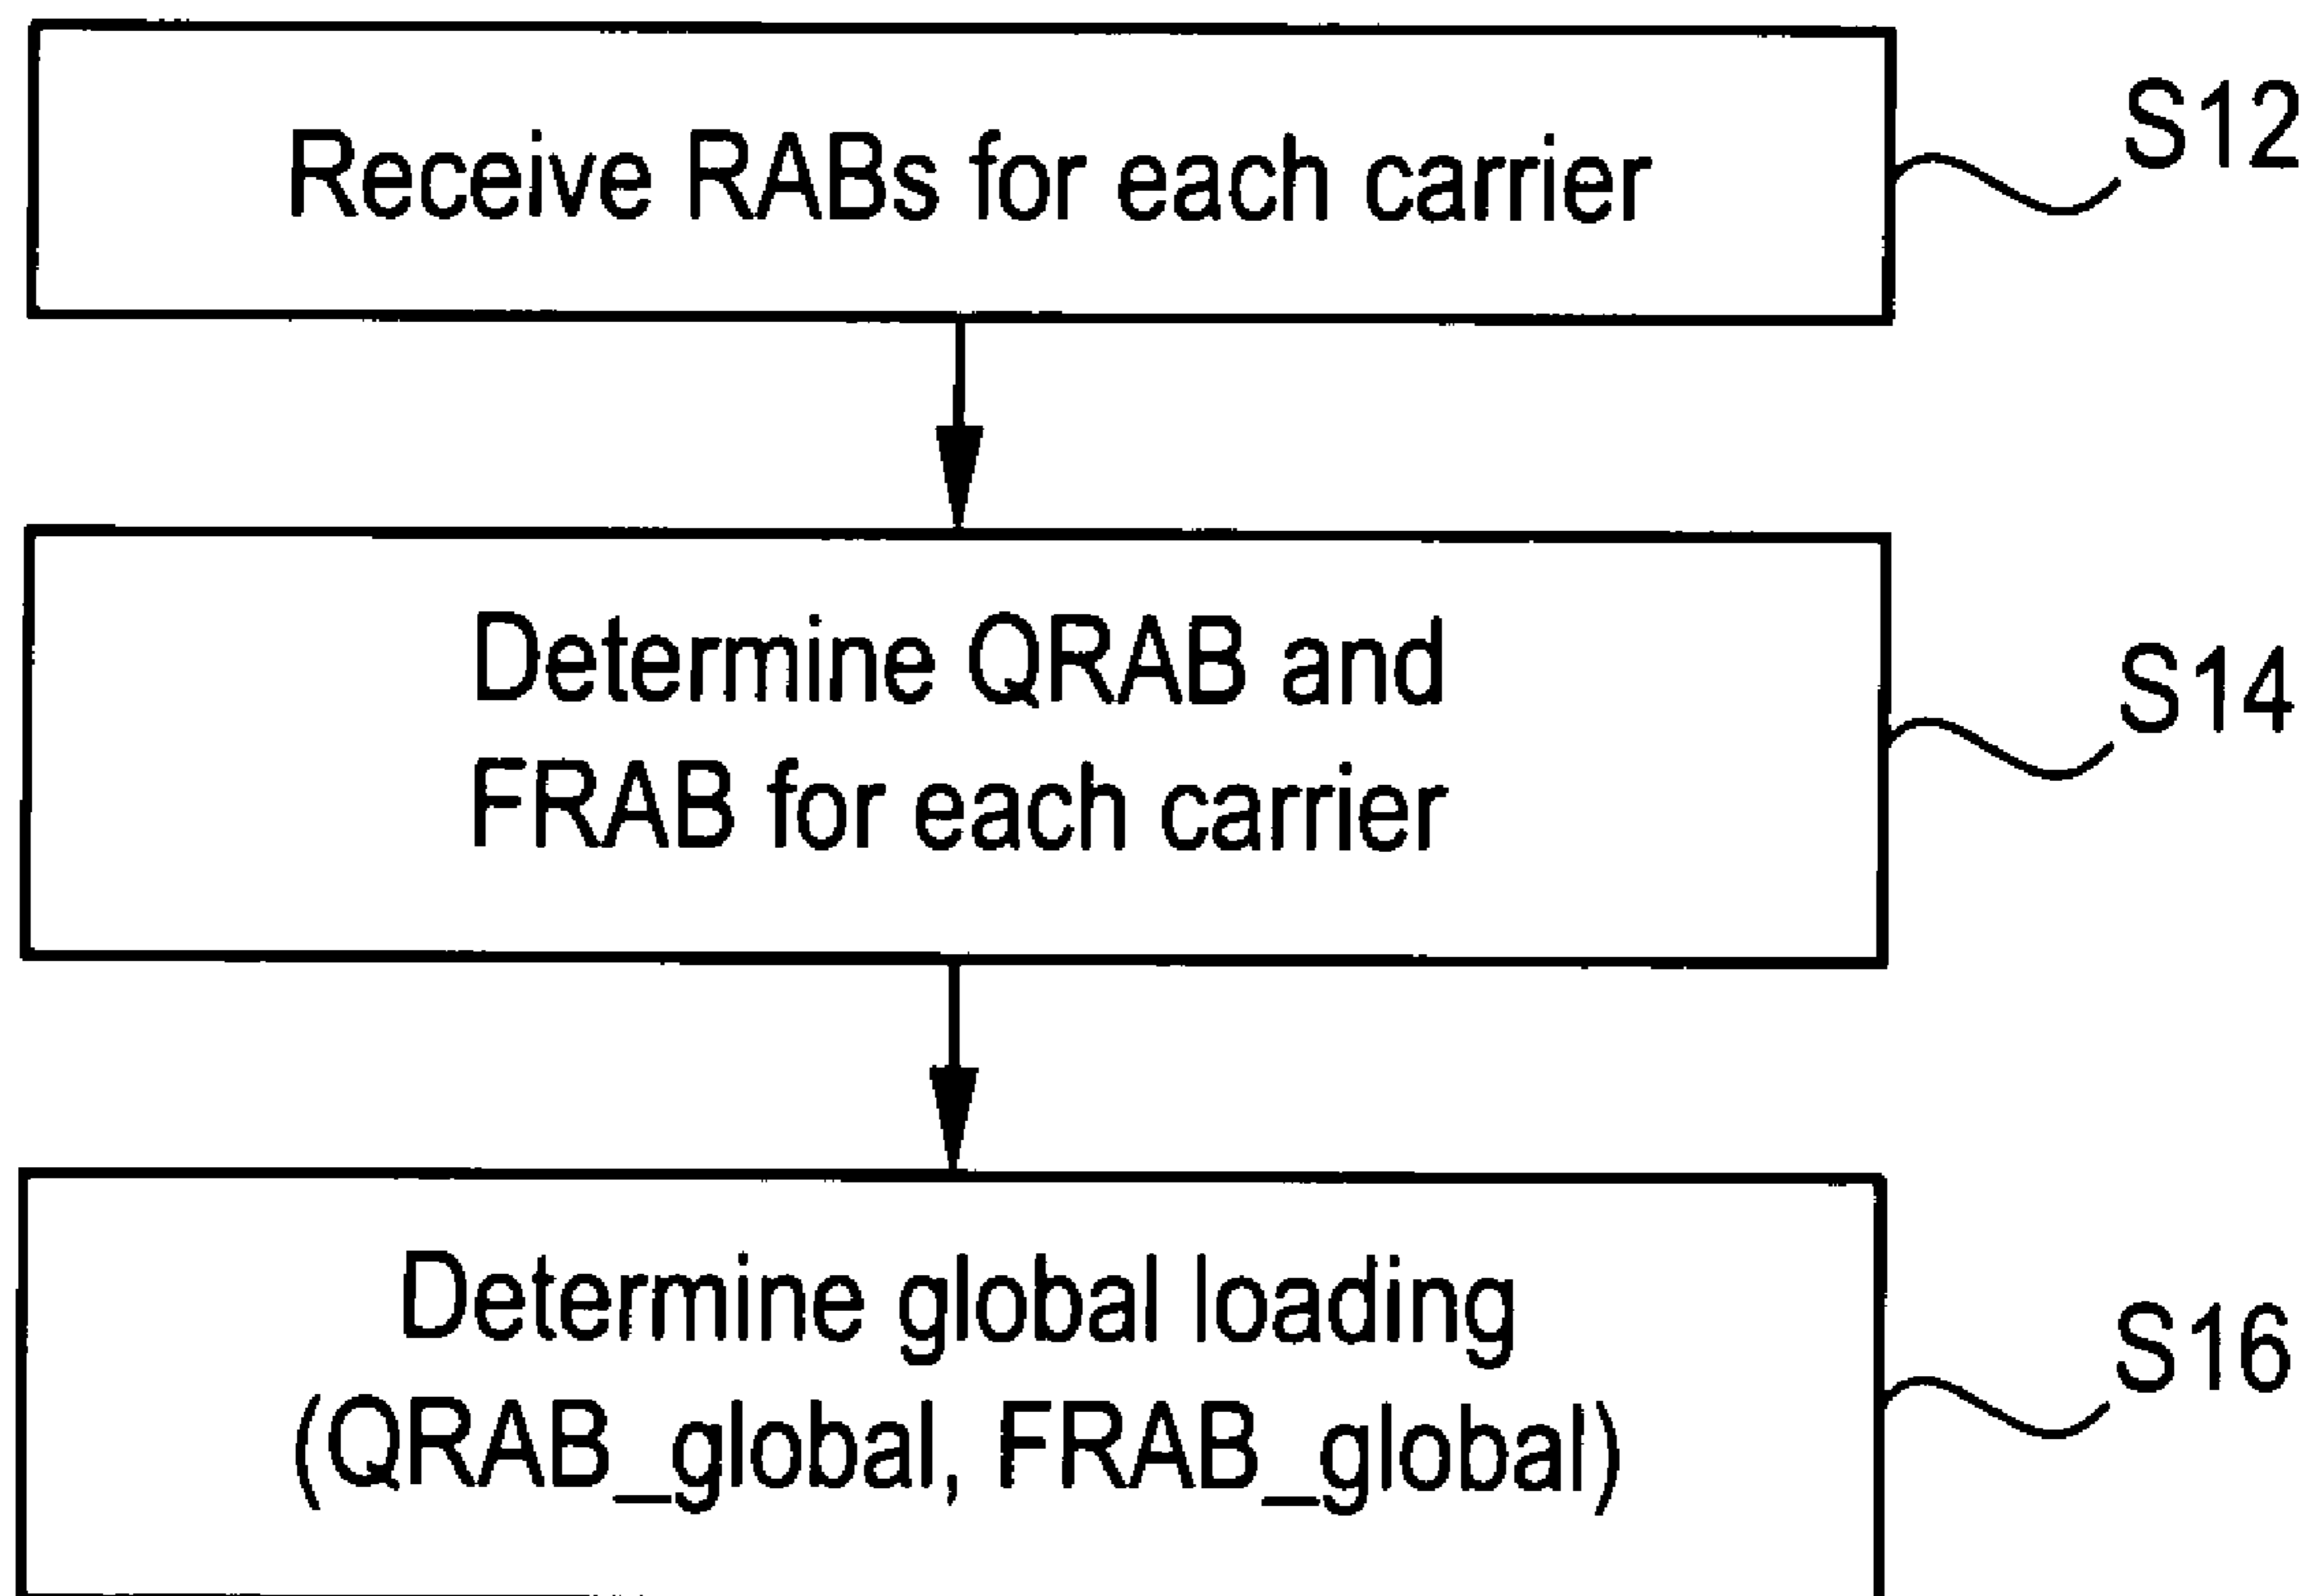 Receive RABs for each carrier
S12
Determine QRAB and
FRAB for each carrier
S14
Determine global loading
(QRAB_global, FRAB_global)
S16